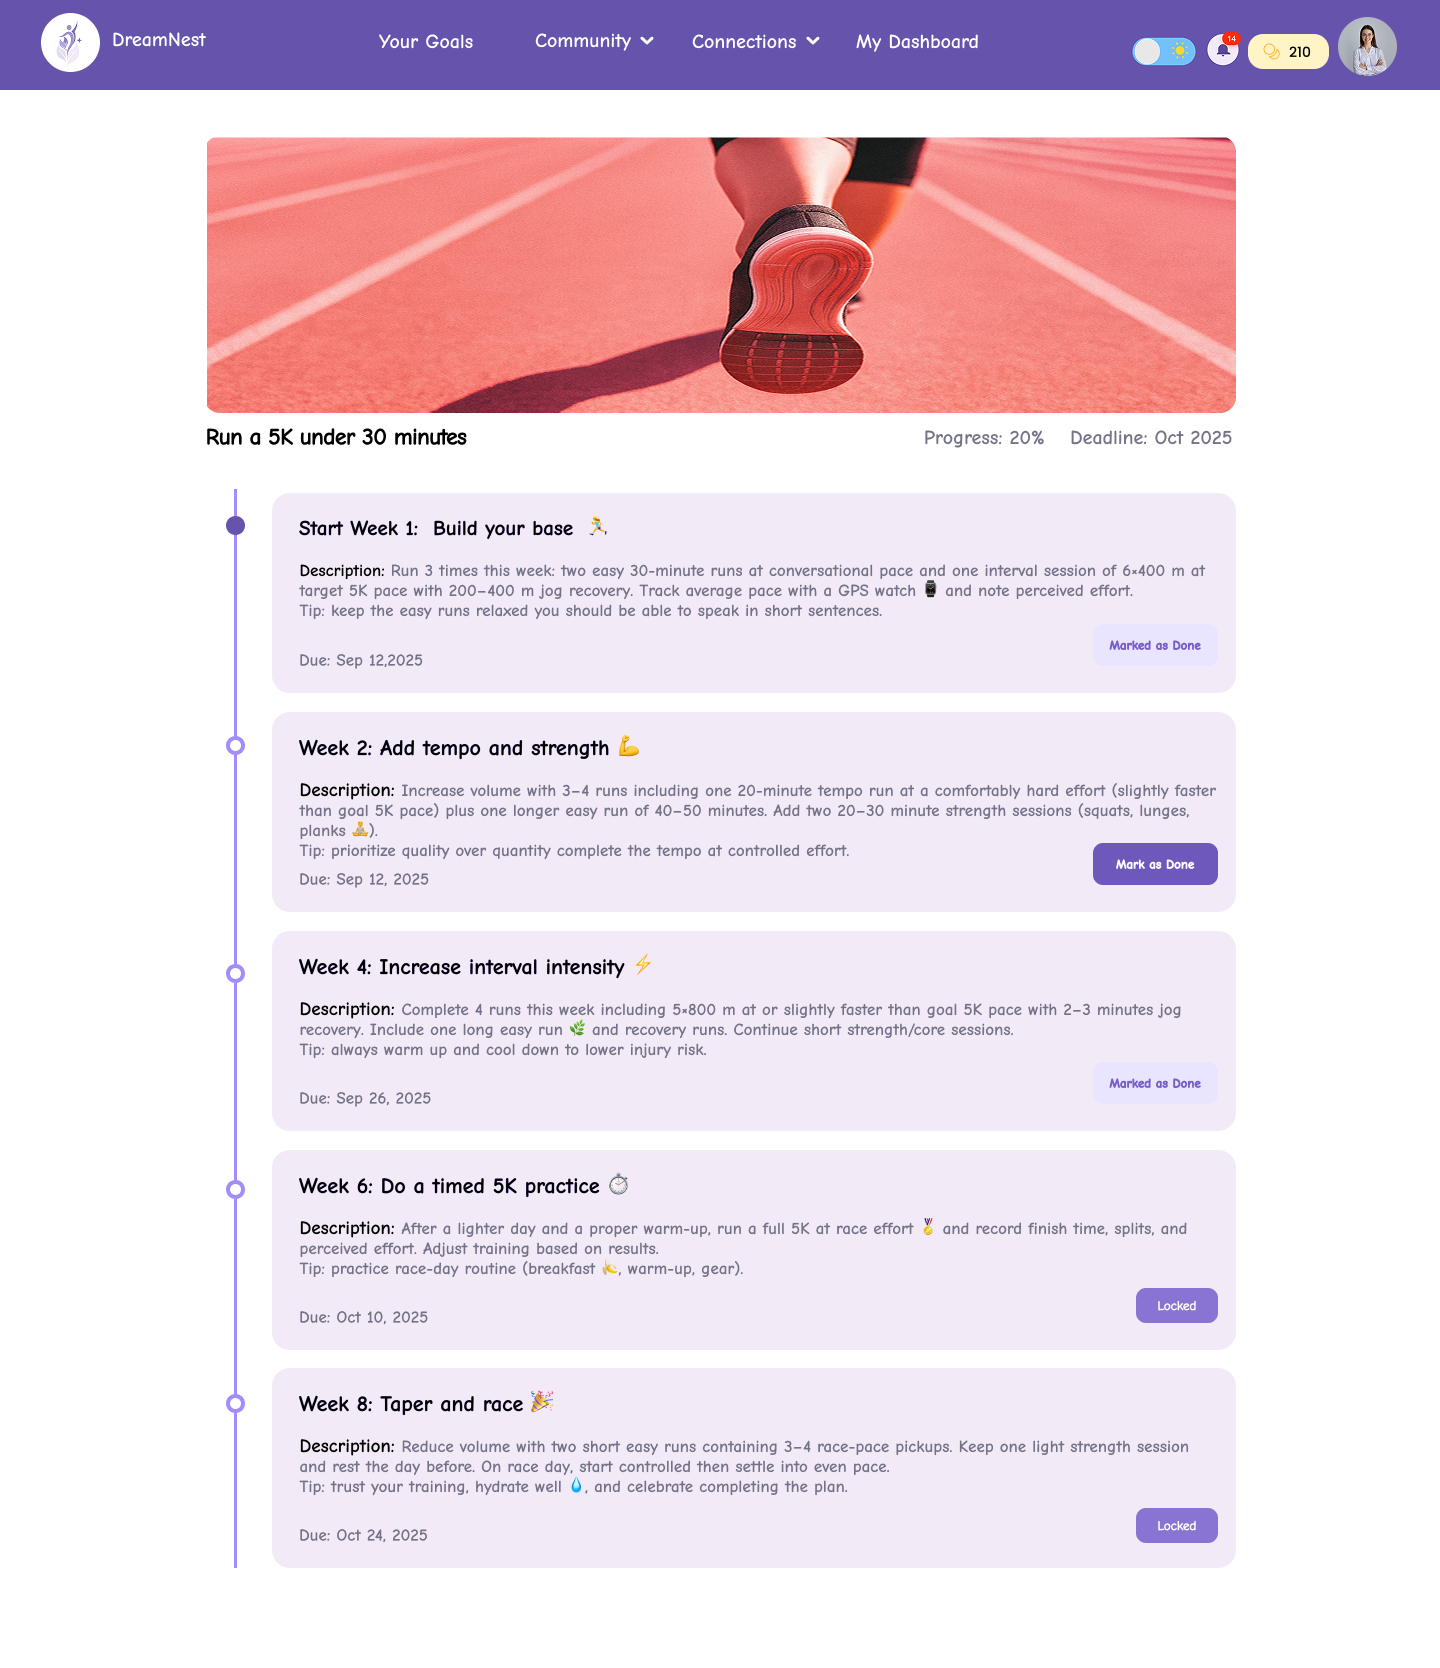 DreamNest
Your Goals
Community
Connections
My Dashboard
14
210
Run a 5K under 30 minutes
Progress: 20%
Deadline: Oct 2025
Start Week 1: Build your base 🏃
Description: Run 3 times this week: two easy 30-minute runs at conversational pace and one interval session of 6×400 m at
target 5K pace with 200–400 m jog recovery. Track average pace with a GPS watch ⌚ and note perceived effort.
Tip: keep the easy runs relaxed you should be able to speak in short sentences.
Marked as Done
Due: Sep 12,2025
Week 2: Add tempo and strength 💪
Description: Increase volume with 3–4 runs including one 20-minute tempo run at a comfortably hard effort (slightly faster
than goal 5K pace) plus one longer easy run of 40–50 minutes. Add two 20–30 minute strength sessions (squats, lunges,
planks 🧘).
Tip: prioritize quality over quantity complete the tempo at controlled effort.
Mark as Done
Due: Sep 12, 2025
Week 4: Increase interval intensity ⚡
Description: Complete 4 runs this week including 5×800 m at or slightly faster than goal 5K pace with 2–3 minutes jog
recovery. Include one long easy run 🌿 and recovery runs. Continue short strength/core sessions.
Tip: always warm up and cool down to lower injury risk.
Marked as Done
Due: Sep 26, 2025
Week 6: Do a timed 5K practice ⏱
Description: After a lighter day and a proper warm-up, run a full 5K at race effort 🏅 and record finish time, splits, and
perceived effort. Adjust training based on results.
Tip: practice race-day routine (breakfast 🍌, warm-up, gear).
Locked
Due: Oct 10, 2025
Week 8: Taper and race 🎉
Description: Reduce volume with two short easy runs containing 3–4 race-pace pickups. Keep one light strength session
and rest the day before. On race day, start controlled then settle into even pace.
Tip: trust your training, hydrate well 💧, and celebrate completing the plan.
Locked
Due: Oct 24, 2025